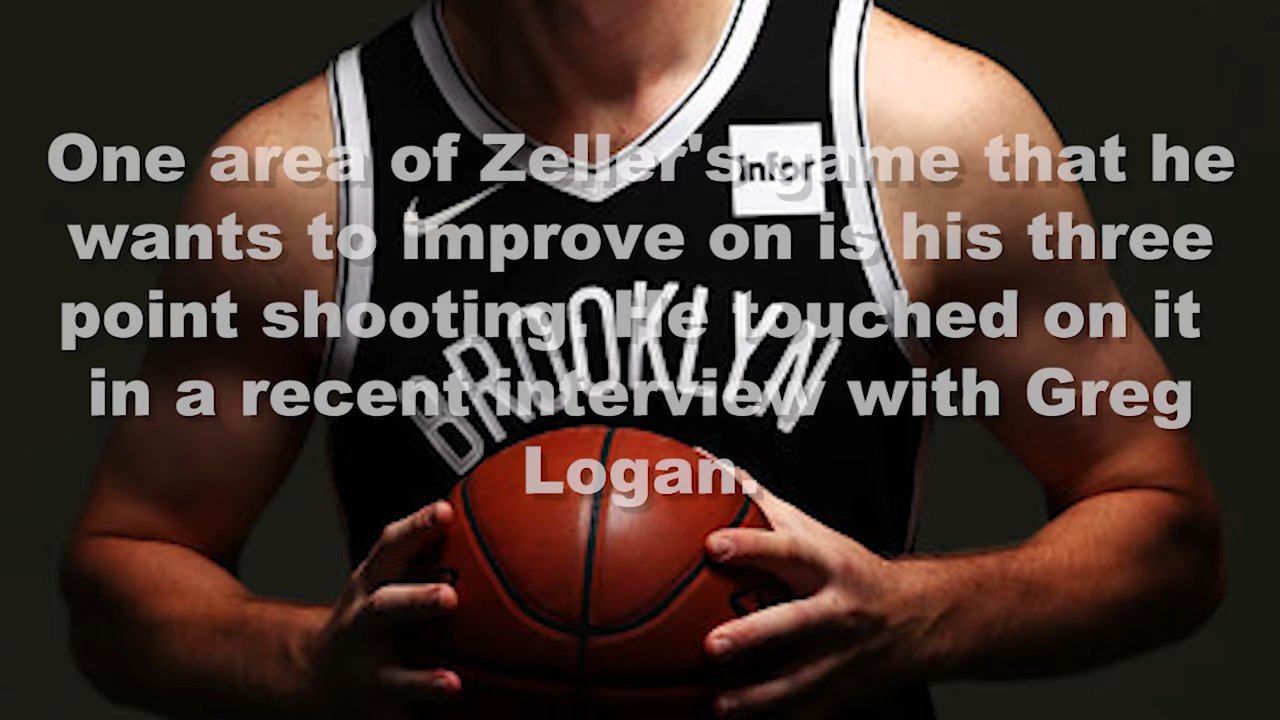 One area of Zeller's game that he
wants to improve on is his three
point shooting. He touched on it
in a recent interview with Greg
Logan.
infor
BROOKLYN